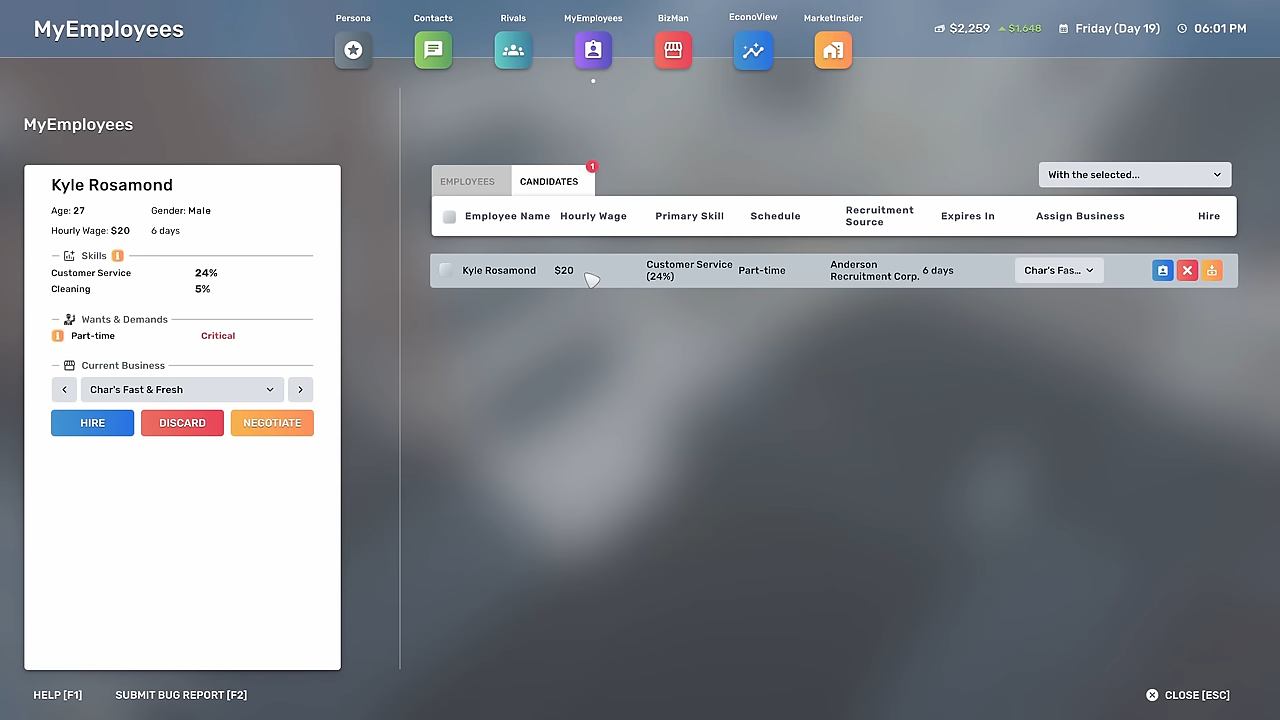 MyEmployees
Persona
Contacts
Rivals
MyEmployees
BizMan
EconoView
MarketInsider
$2,259
$1,648
Friday (Day 19)
06:01 PM
MyEmployees
Kyle Rosamond
Age: 27
Gender: Male
Hourly Wage: $20
6 days
Skills
Customer Service 24%
Cleaning 5%
Wants & Demands
Part-time Critical
Current Business
Char's Fast & Fresh
HIRE
DISCARD
NEGOTIATE
EMPLOYEES
CANDIDATES
1
With the selected...
Employee Name
Hourly Wage
Primary Skill
Schedule
Recruitment
Source
Expires In
Assign Business
Hire
Kyle Rosamond
$20
Customer Service
(24%)
Part-time
Anderson
Recruitment Corp.
6 days
Char's Fas...
HELP [F1]
SUBMIT BUG REPORT [F2]
CLOSE [ESC]